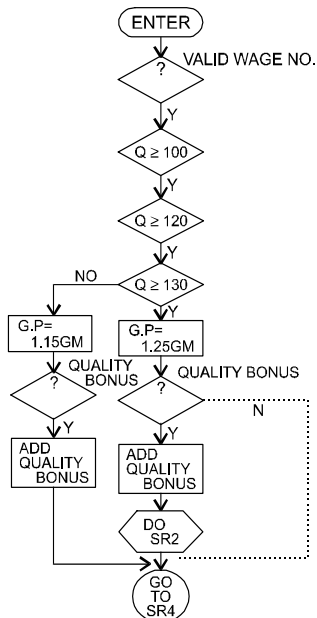 ENTER
VALID WAGE NO.
?
Y
Q ≥ 100
Y
Q ≥ 120
Y
Q ≥ 130
NO
Y
G.P=
1.15GM
G.P=
1.25GM
QUALITY
BONUS
?
QUALITY BONUS
?
N
Y
Y
ADD
QUALITY
BONUS
ADD
QUALITY
BONUS
DO
SR2
GO
TO
SR4